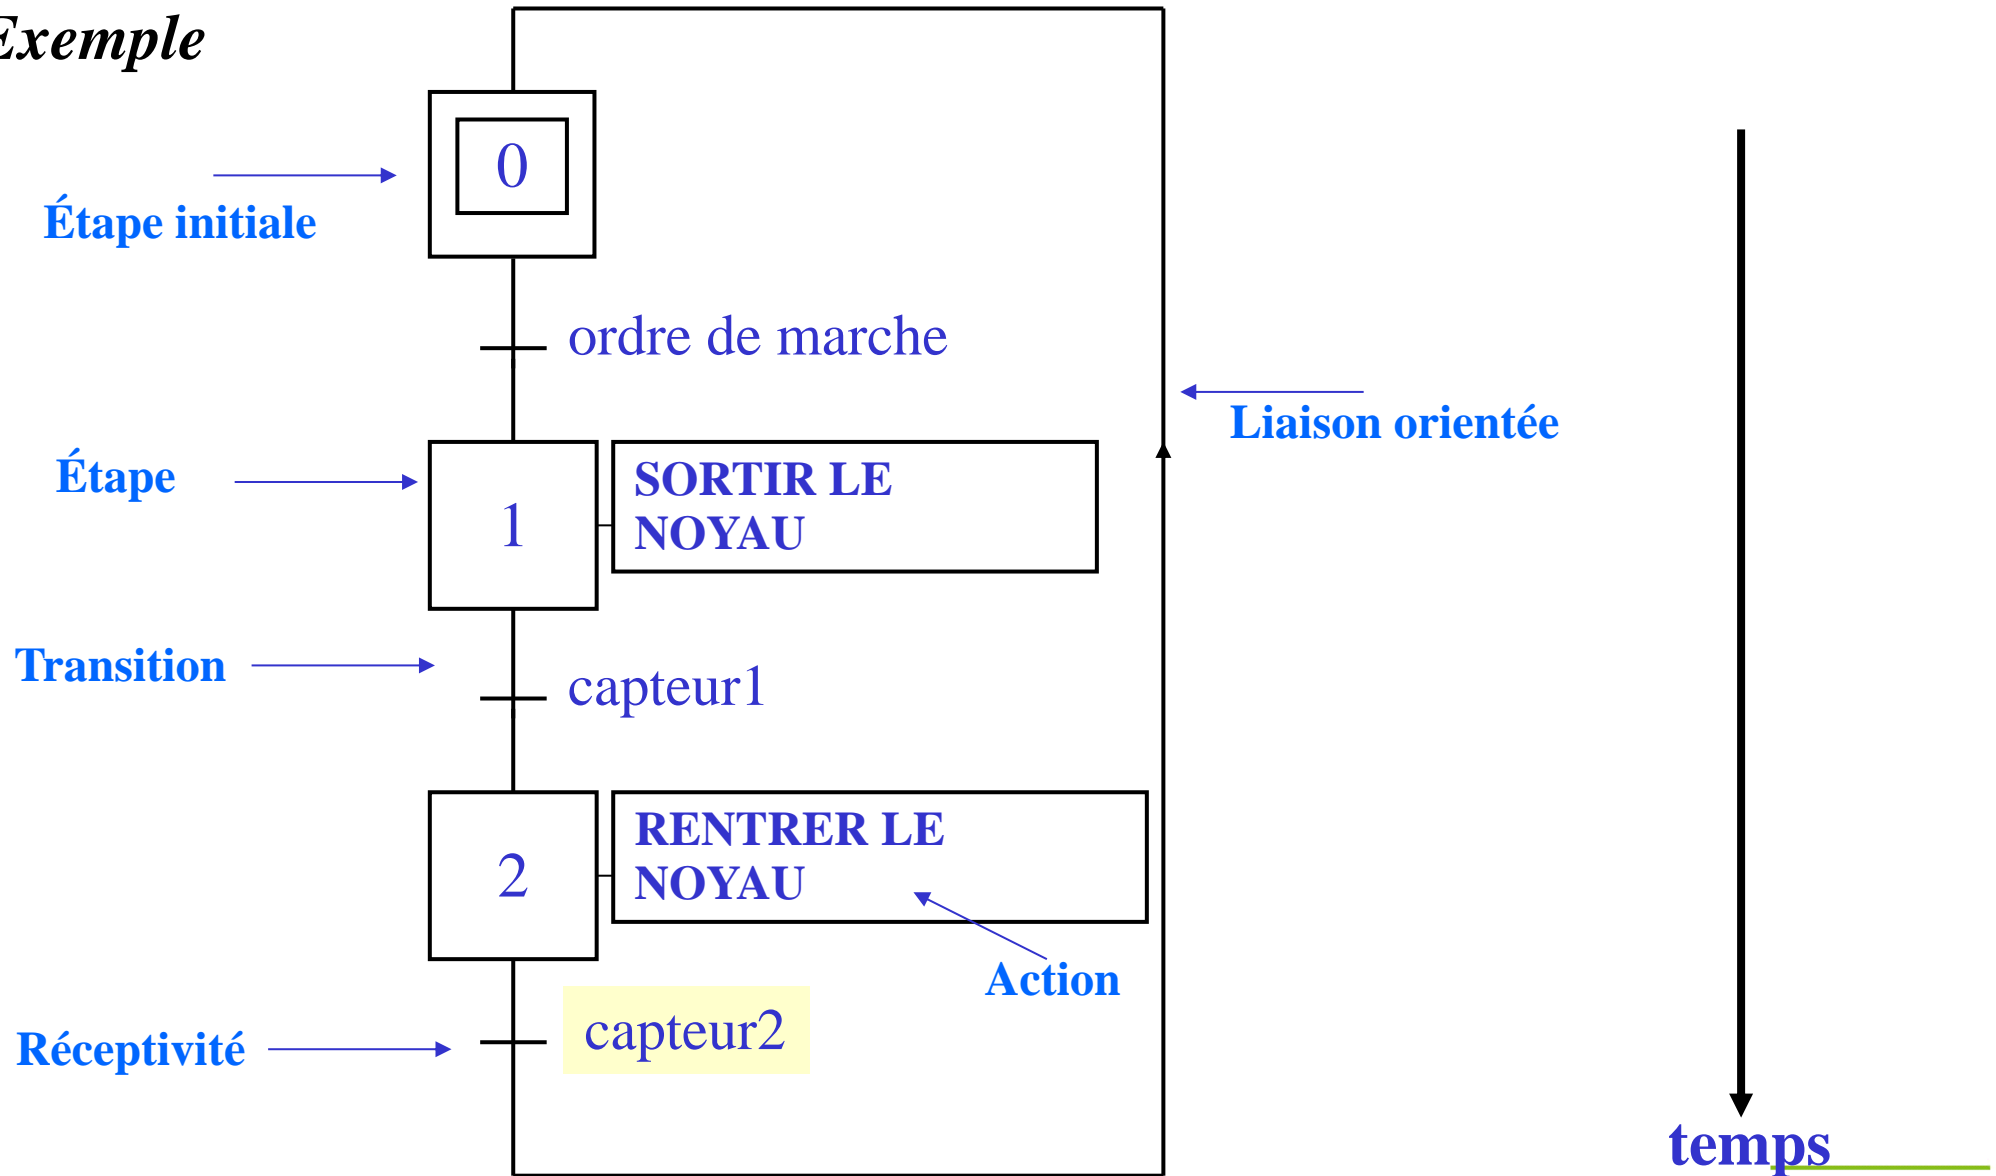 Exemple
0
Étape initiale
ordre de marche
Liaison orientée
Étape
1
SORTIR LE
NOYAU
Transition
capteur1
2
RENTRER LE
NOYAU
Action
Réceptivité
capteur2
temps